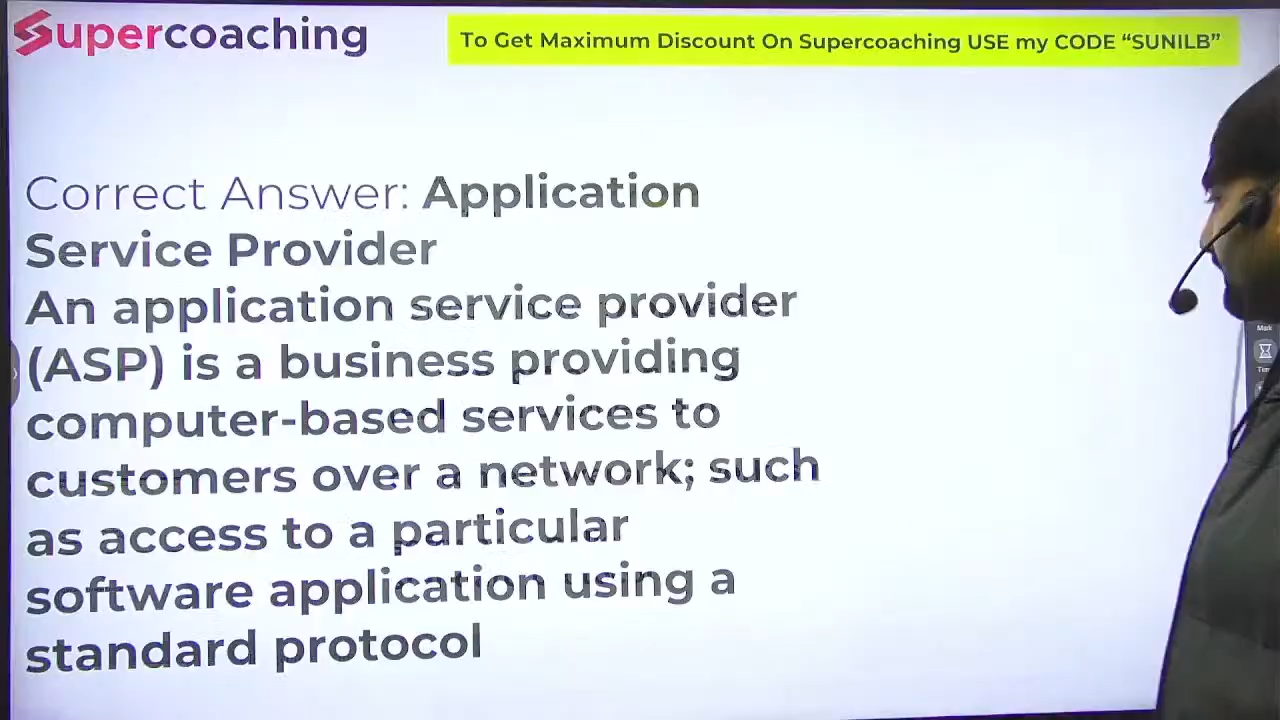 Supercoaching
To Get Maximum Discount On Supercoaching USE my CODE “SUNILB”
Correct Answer: Application
Service Provider
An application service provider
(ASP) is a business providing
computer-based services to
customers over a network; such
as access to a particular
software application using a
standard protocol
Mark